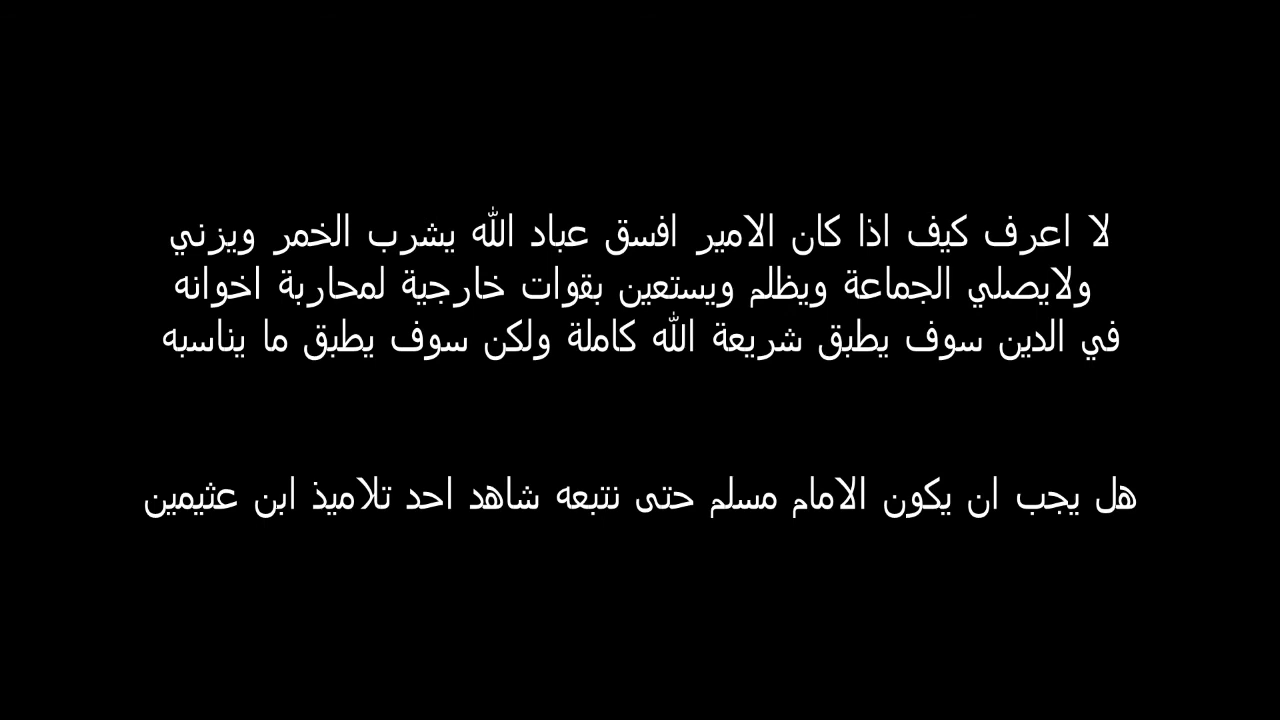 لا اعرف كيف اذا كان الامير افسق عباد الله يشرب الخمر ويزني
ولايصلي الجماعة ويظلم ويستعين بقوات خارجية لمحاربة اخوانه
في الدين سوف يطبق شريعة الله كاملة ولكن سوف يطبق ما يناسبه
هل يجب ان يكون الامام مسلم حتى نتبعه شاهد احد تلاميذ ابن عثيمين